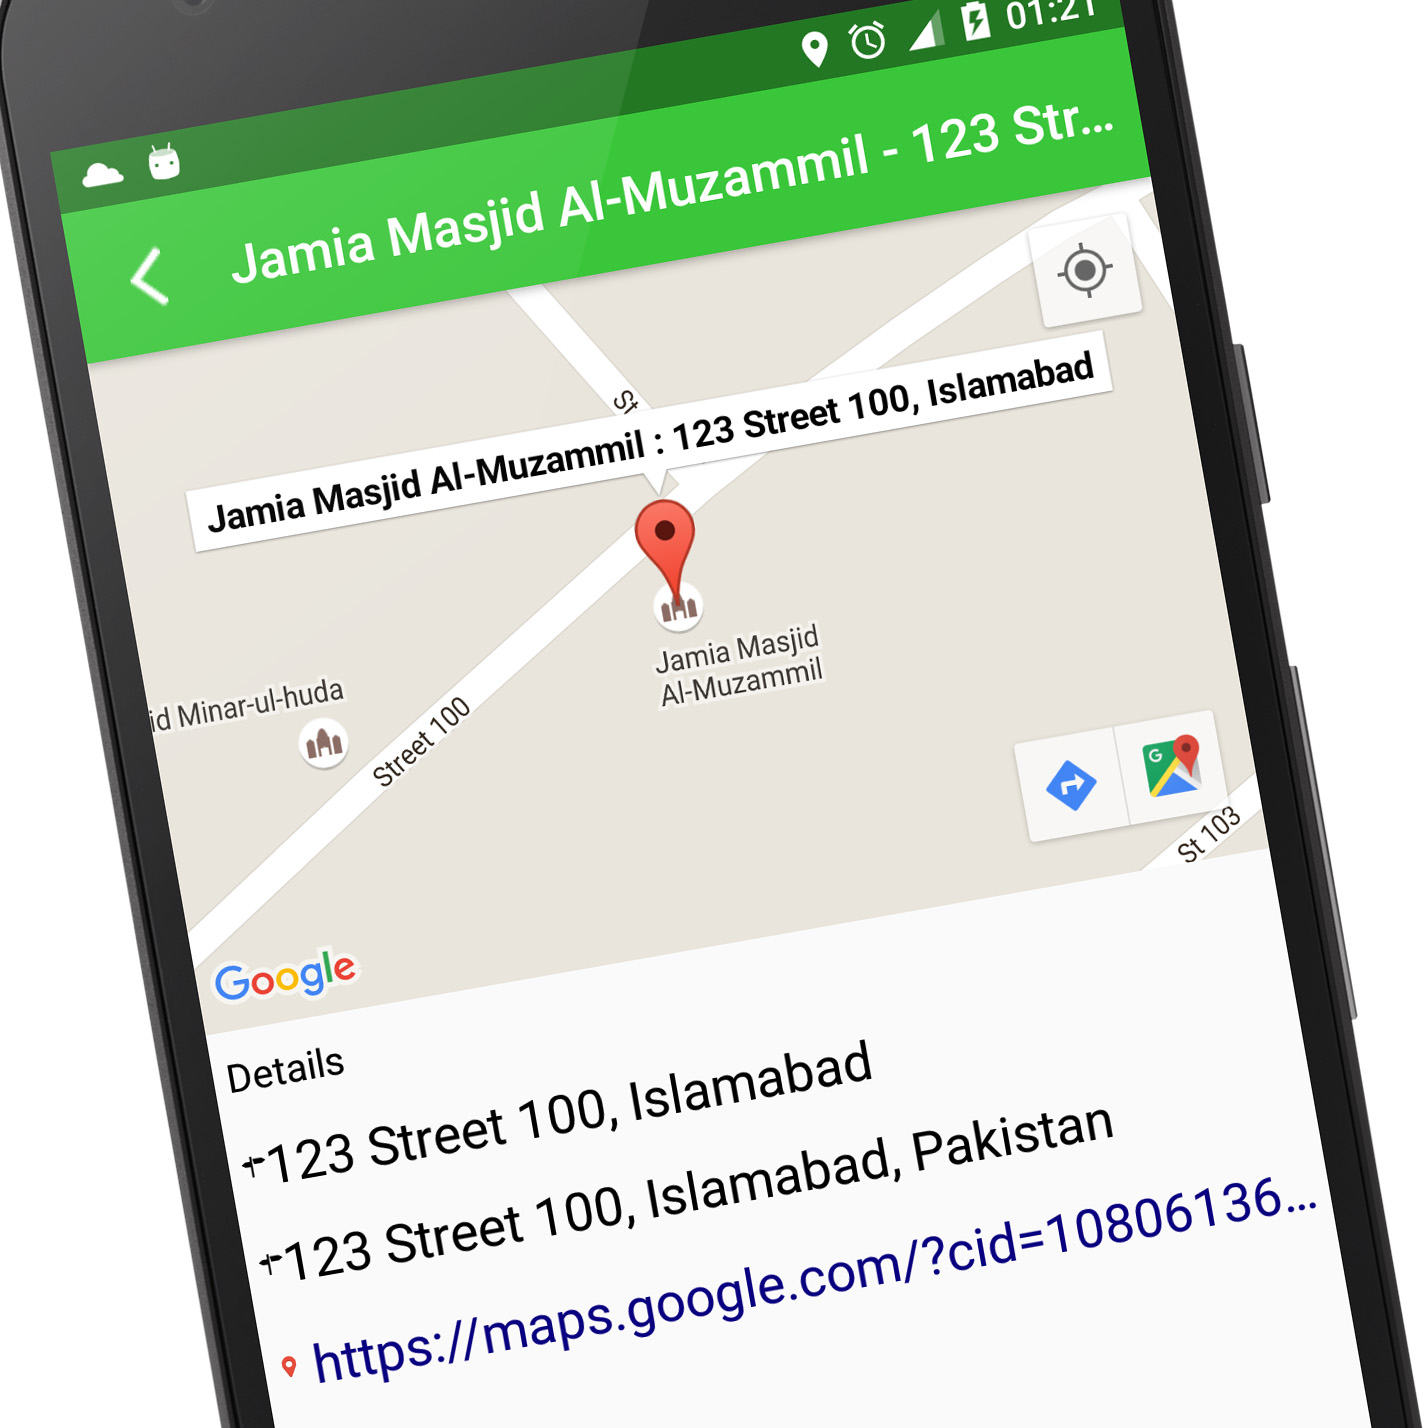 01:21
Jamia Masjid Al-Muzammil - 123 Str...
St
Jamia Masjid Al-Muzammil : 123 Street 100, Islamabad
Jamia Masjid
Al-Muzammil
id Minar-ul-huda
Street 100
G
St 103
Google
Details
123 Street 100, Islamabad
123 Street 100, Islamabad, Pakistan
https://maps.google.com/?cid=10806136...